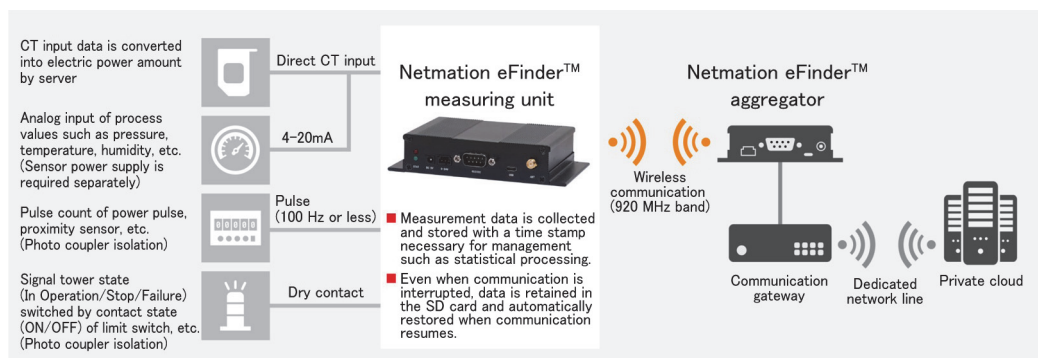 CT input data is converted
into electric power amount
by server
Direct CT input
Analog input of process
values such as pressure,
temperature, humidity, etc.
(Sensor power supply is
required separately)
4-20mA
Pulse count of power pulse,
proximity sensor, etc.
(Photo coupler isolation)
Pulse
(100 Hz or less)
Signal tower state
(In Operation/Stop/Failure)
switched by contact state
(ON/OFF) of limit switch, etc.
(Photo coupler isolation)
Dry contact
Netmation eFinder™
measuring unit
Measurement data is collected
and stored with a time stamp
necessary for management
such as statistical processing.
Even when communication is
interrupted, data is retained in
the SD card and automatically
restored when communication
resumes.
Wireless
communication
(920 MHz band)
Netmation eFinder™
aggregator
Communication
gateway
Dedicated
network line
Private cloud